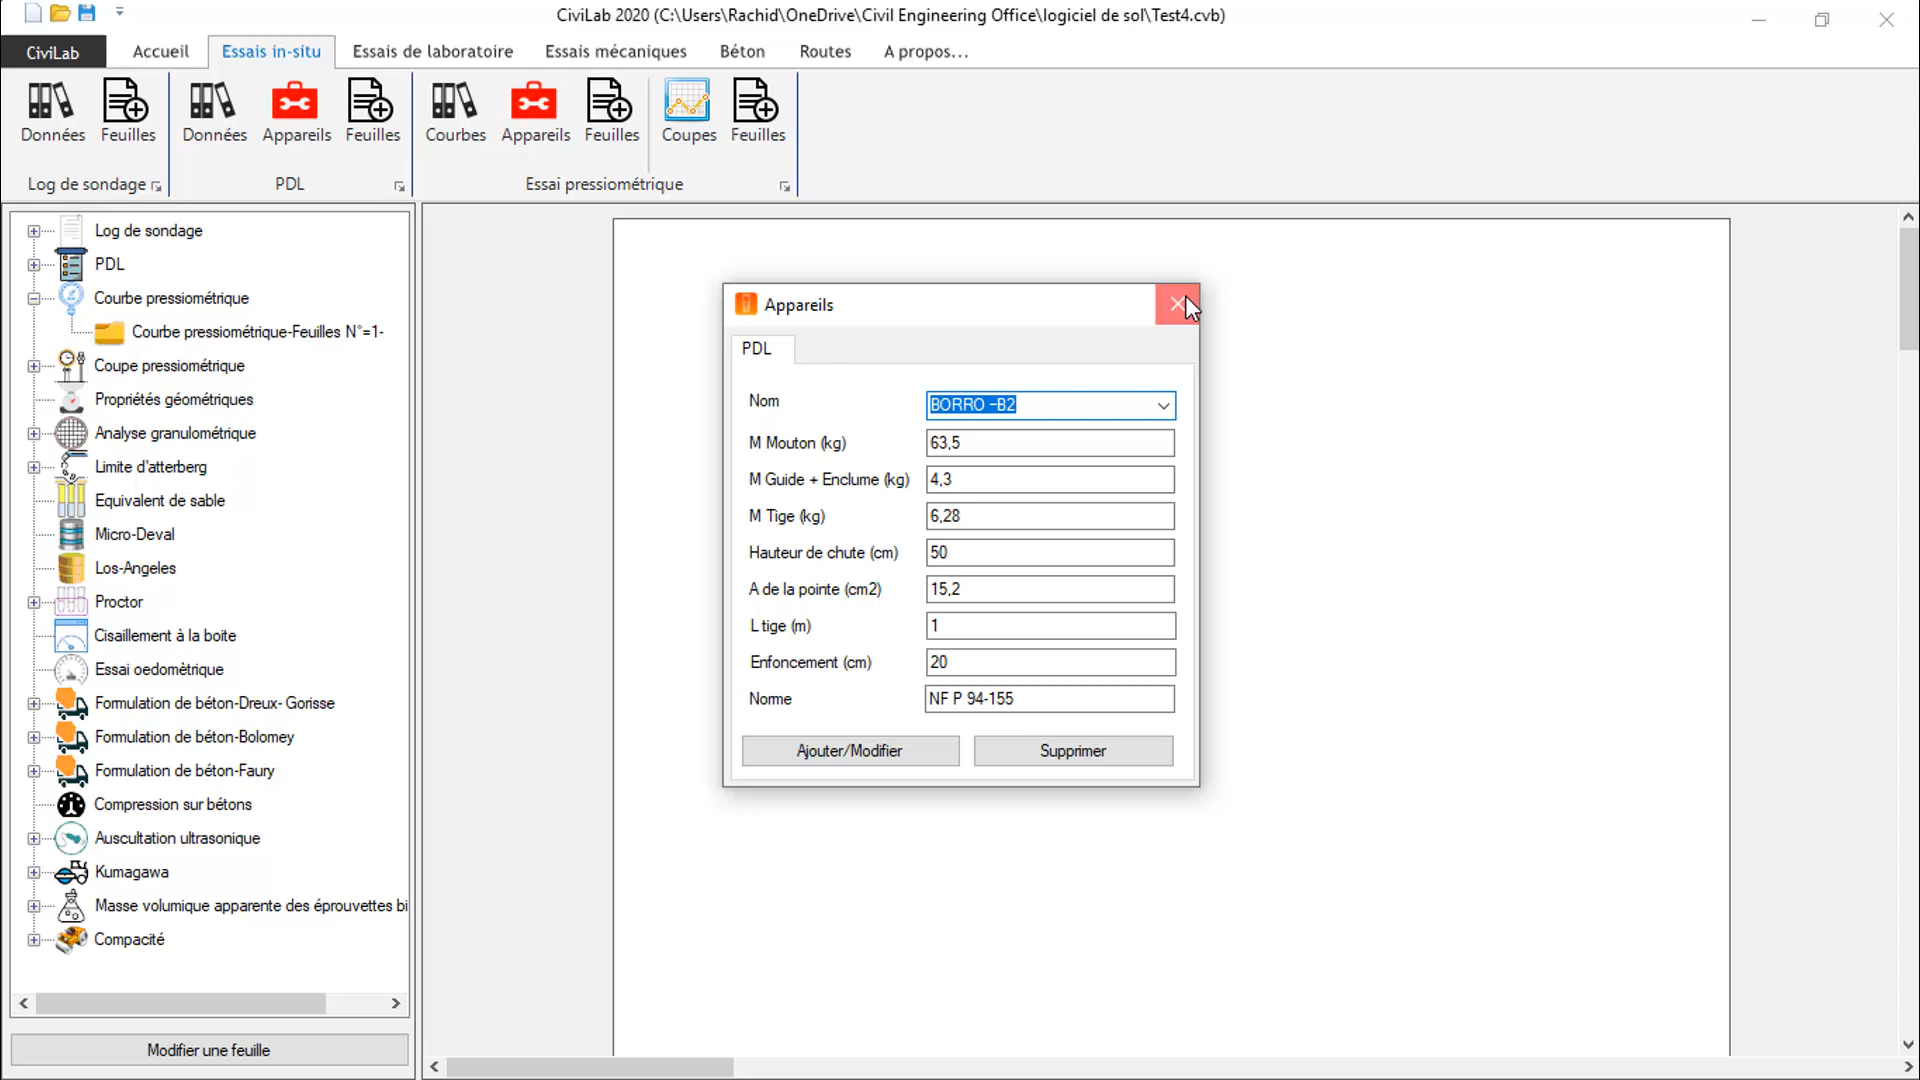 CiviLab 2020 (C:\Users\Rachid\OneDrive\Civil Engineering Office\logiciel de sol\Test4.cvb)
CiviLab Accueil Essais in-situ Essais de laboratoire Essais mécaniques Béton Routes A propos...
Données Feuilles Données Appareils Feuilles Courbes Appareils Feuilles Coupes Feuilles
Log de sondage PDL Essai pressiométrique
Log de sondage
PDL
Courbe pressiométrique
Courbe pressiométrique-Feuilles N°=1-
Coupe pressiométrique
Propriétés géométriques
Analyse granulométrique
Limite d'atterberg
Equivalent de sable
Micro-Deval
Los-Angeles
Proctor
Cisaillement à la boite
Essai oedomètrique
Formulation de béton-Dreux- Gorisse
Formulation de béton-Bolomey
Formulation de béton-Faury
Compression sur bétons
Auscultation ultrasonique
Kumagawa
Masse volumique apparente des éprouvettes bi
Compacité
Modifier une feuille
Appareils
PDL
Nom BORRO –B2
M Mouton (kg) 63,5
M Guide + Enclume (kg) 4,3
M Tige (kg) 6,28
Hauteur de chute (cm) 50
A de la pointe (cm2) 15,2
L tige (m) 1
Enfoncement (cm) 20
Norme NF P 94-155
Ajouter/Modifier Supprimer